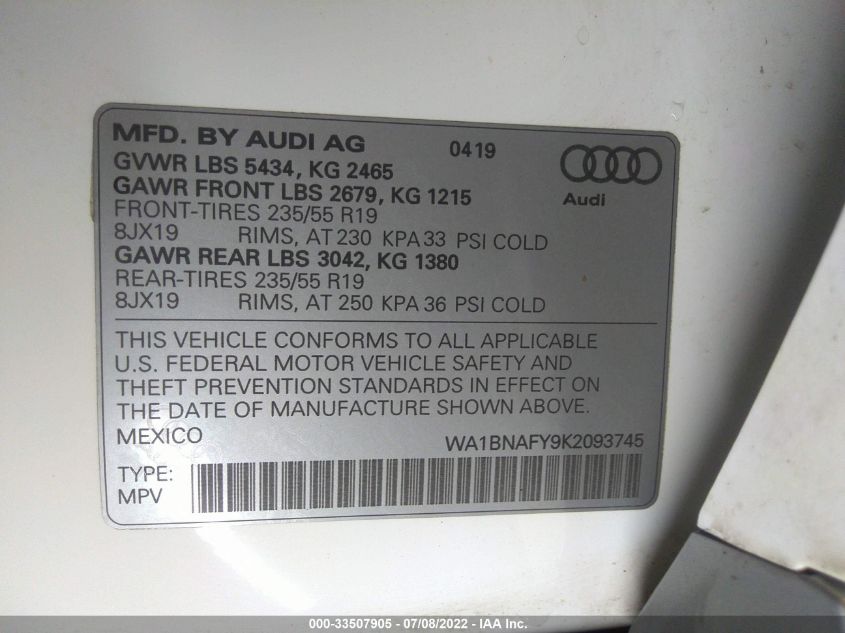 MFD. BY AUDI AG 0419
GVWR LBS 5434, KG 2465
GAWR FRONT LBS 2679, KG 1215
Audi
FRONT-TIRES 235/55 R19
8JX19 RIMS, AT 230 KPA 33 PSI COLD
GAWR REAR LBS 3042, KG 1380
REAR-TIRES 235/55 R19
8JX19 RIMS, AT 250 KPA 36 PSI COLD
THIS VEHICLE CONFORMS TO ALL APPLICABLE
U.S. FEDERAL MOTOR VEHICLE SAFETY AND
THEFT PREVENTION STANDARDS IN EFFECT ON
THE DATE OF MANUFACTURE SHOWN ABOVE.
MEXICO WA1BNAFY9K2093745
TYPE:
MPV
000-33507905 - 07/08/2022 - IAA Inc.